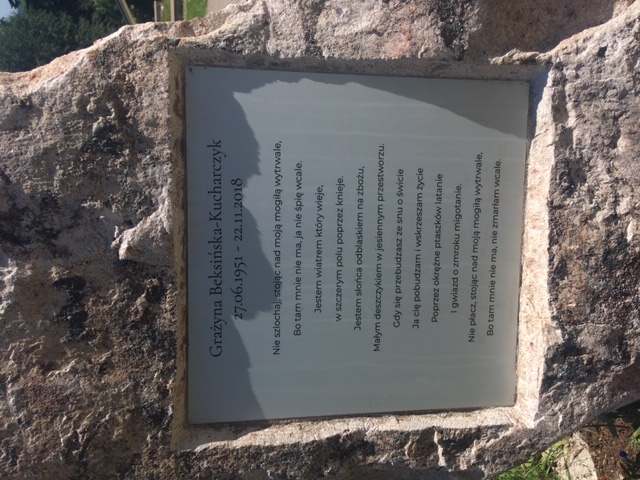 Grażyna Beksińska-Kucharczyk
27.06.1951 - 22.11.2018
Nie szlochaj, stojąc nad moją mogiłą wytrwale,
Bo tam mnie nie ma, ja nie śpię wcale.
Jestem wiatrem który wieje,
w szczerym polu poprzez knieje.
Jestem słońca odblaskiem na zbożu,
Małym deszczykiem w jesiennym przestworzu.
Gdy się przebudzasz ze snu o świcie
Ja cię pobudzam i wskrzeszam życie
Poprzez okrężne ptaszków latanie
I gwiazd o zmroku migotanie.
Nie płacz, stojąc nad moją mogiłą wytrwale,
Bo tam mnie nie ma, nie zmarłam wcale.